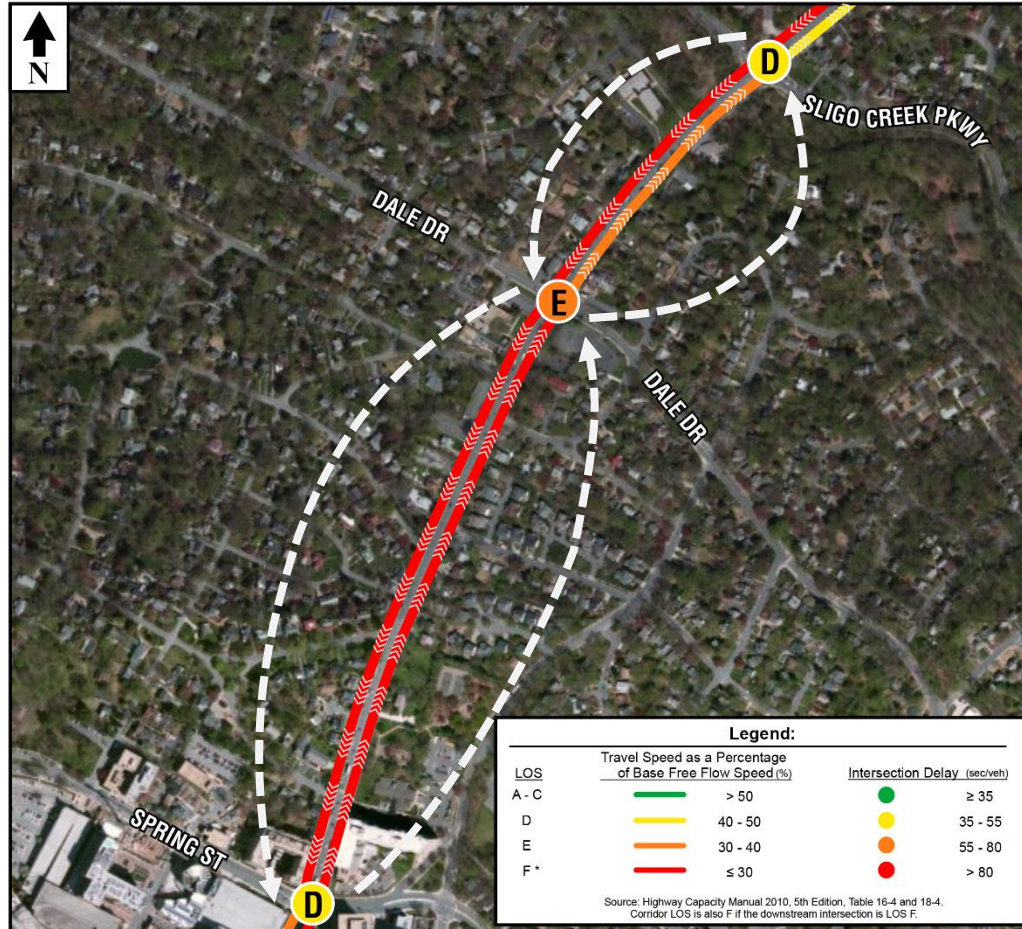 N
D
SLIGO CREEK PKWY
DALE DR
E
DALE DR
SPRING ST
D
Legend:
LOS Travel Speed as a Percentage of Base Free Flow Speed (%) Intersection Delay (sec/veh)
A - C > 50 ≥ 35
D 40 - 50 35 - 55
E 30 - 40 55 - 80
F * ≤ 30 > 80
Source: Highway Capacity Manual 2010, 5th Edition, Table 16-4 and 18-4.
Corridor LOS is also F if the downstream intersection is LOS F.